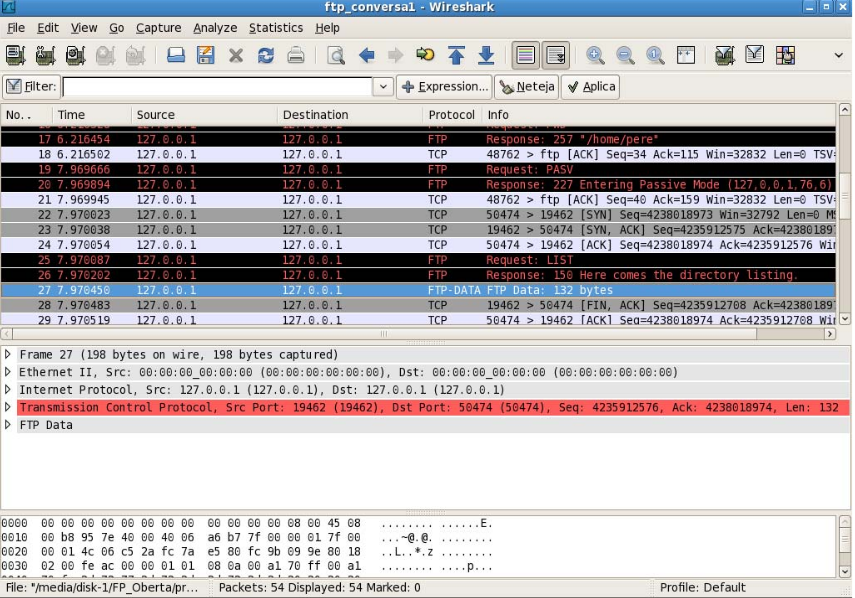 ftp_conversa1 - Wireshark
File Edit View Go Capture Analyze Statistics Help
Filter: Expression... Neteja Aplica
No. . Time Source Destination Protocol Info
17 6.216454 127.0.0.1 127.0.0.1 FTP Response: 257 "/home/pere"
18 6.216502 127.0.0.1 127.0.0.1 TCP 48762 > ftp [ACK] Seq=34 Ack=115 Win=32832 Len=0 TSV=
19 7.969666 127.0.0.1 127.0.0.1 FTP Request: PASV
20 7.969894 127.0.0.1 127.0.0.1 FTP Response: 227 Entering Passive Mode (127,0,0,1,76,6)
21 7.969945 127.0.0.1 127.0.0.1 TCP 48762 > ftp [ACK] Seq=40 Ack=159 Win=32832 Len=0 TSV=
22 7.970023 127.0.0.1 127.0.0.1 TCP 50474 > 19462 [SYN] Seq=4238018973 Win=32792 Len=0 MS
23 7.970038 127.0.0.1 127.0.0.1 TCP 19462 > 50474 [SYN, ACK] Seq=4235912575 Ack=42380189
24 7.970054 127.0.0.1 127.0.0.1 TCP 50474 > 19462 [ACK] Seq=4238018974 Ack=4235912576 Win
25 7.970087 127.0.0.1 127.0.0.1 FTP Request: LIST
26 7.970202 127.0.0.1 127.0.0.1 FTP Response: 150 Here comes the directory listing.
27 7.970450 127.0.0.1 127.0.0.1 FTP-DATA FTP Data: 132 bytes
28 7.970483 127.0.0.1 127.0.0.1 TCP 19462 > 50474 [FIN, ACK] Seq=4235912708 Ack=42380189
29 7.970519 127.0.0.1 127.0.0.1 TCP 50474 > 19462 [ACK] Seq=4238018974 Ack=4235912708 Win
Frame 27 (198 bytes on wire, 198 bytes captured)
Ethernet II, Src: 00:00:00_00:00:00 (00:00:00:00:00:00), Dst: 00:00:00_00:00:00 (00:00:00:00:00:00)
Internet Protocol, Src: 127.0.0.1 (127.0.0.1), Dst: 127.0.0.1 (127.0.0.1)
Transmission Control Protocol, Src Port: 19462 (19462), Dst Port: 50474 (50474), Seq: 4235912576, Ack: 4238018974, Len: 132
FTP Data
0000 00 00 00 00 00 00 00 00 00 00 00 00 08 00 45 08 ........ ......E.
0010 00 b8 95 7e 40 00 40 06 a6 b7 7f 00 00 01 7f 00 ...~@.@. ........
0020 00 01 4c 06 c5 2a fc 7a e5 80 fc 9b 09 9e 80 18 ..L..*.z ........
0030 02 00 fe ac 00 00 01 01 08 0a 00 a1 70 ff 00 a1 ........ ....p...
File: "/media/disk-1/FP_Oberta/pr... Packets: 54 Displayed: 54 Marked: 0 Profile: Default